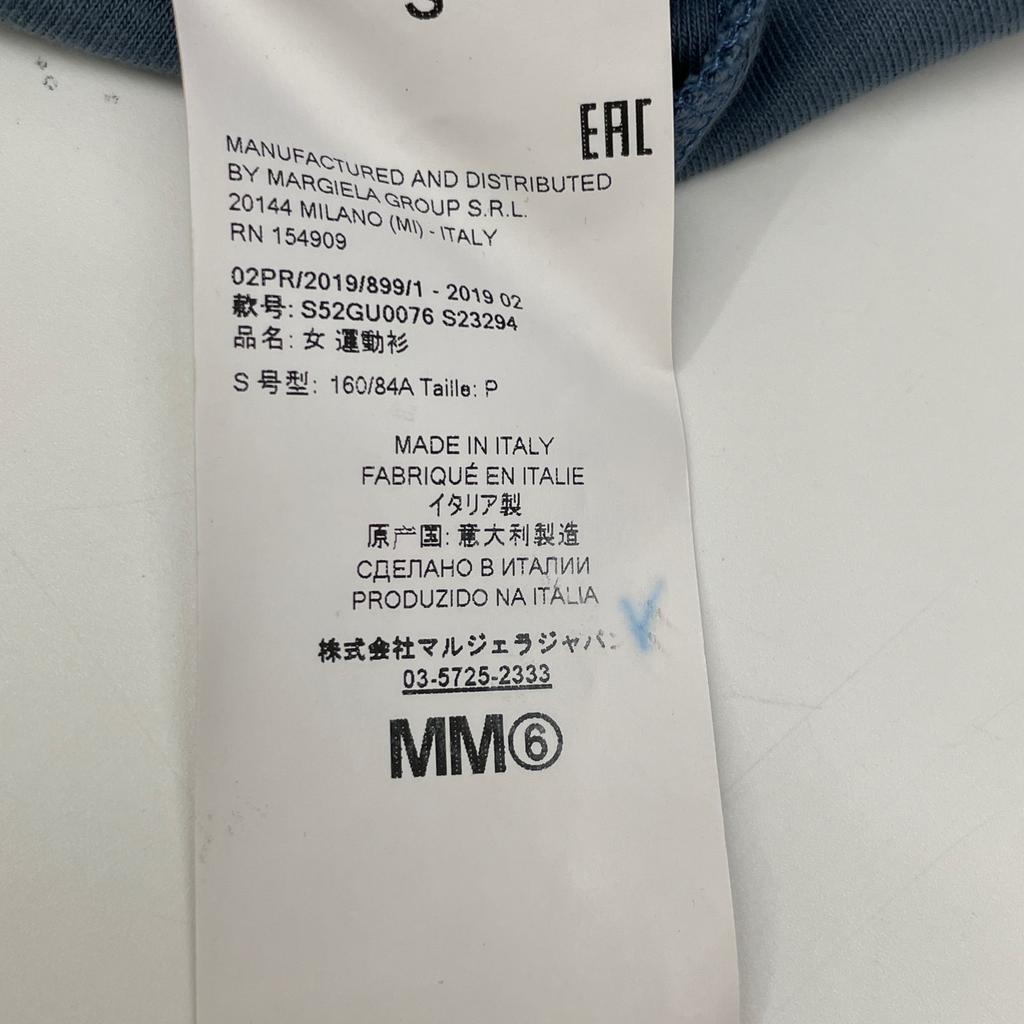 S
EAC
MANUFACTURED AND DISTRIBUTED
BY MARGIELA GROUP S.R.L.
20144 MILANO (MI) - ITALY
RN 154909
02PR/2019/899/1 - 2019 02
款号: S52GU0076 S23294
品名: 女 運動衫
S 号型: 160/84A Taille: P
MADE IN ITALY
FABRIQUÉ EN ITALIE
イタリア製
原产国: 意大利製造
СДЕЛАНО В ИТАЛИИ
PRODUZIDO NA ITALIA
株式会社マルジェラジャパン
03-5725-2333
MM⑥